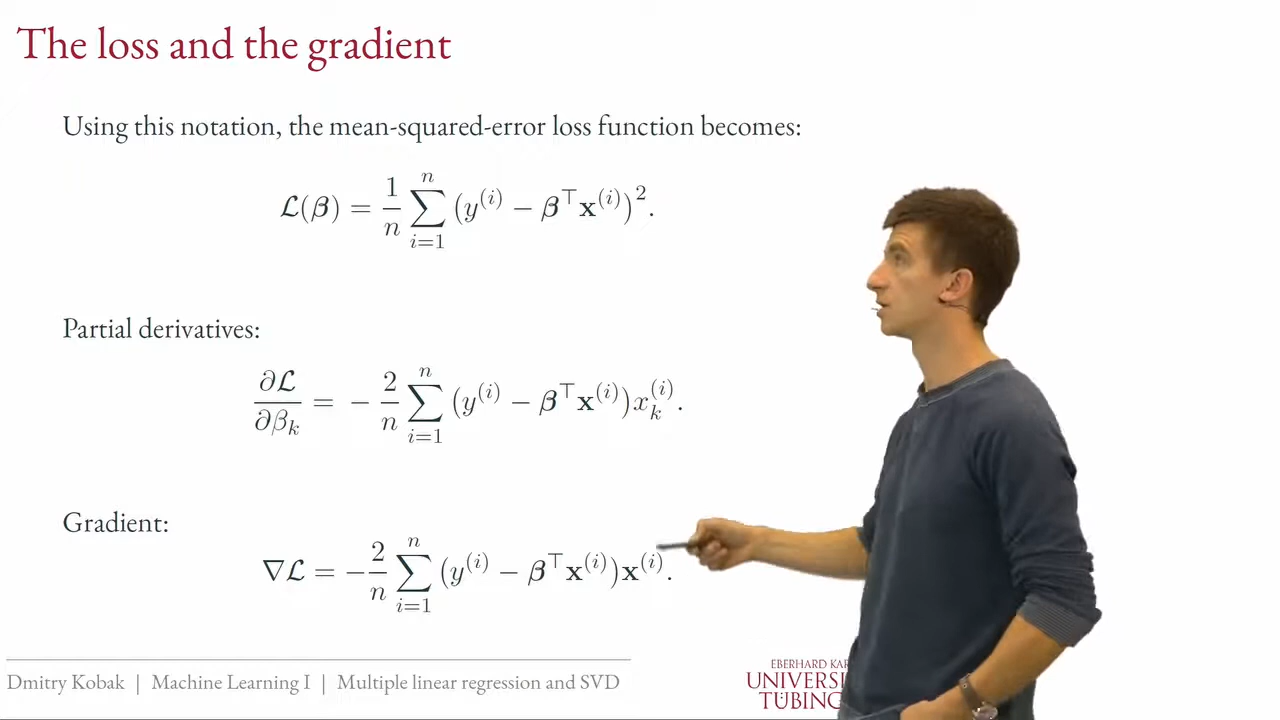 The loss and the gradient
Using this notation, the mean-squared-error loss function becomes:
ℒ(β) = 1/n ∑_{i=1}^{n} (y^{(i)} − β^⊤ x^{(i)})^2.
Partial derivatives:
∂ℒ/∂β_k = − 2/n ∑_{i=1}^{n} (y^{(i)} − β^⊤ x^{(i)}) x_k^{(i)}.
Gradient:
∇ℒ = − 2/n ∑_{i=1}^{n} (y^{(i)} − β^⊤ x^{(i)}) x^{(i)}.
Dmitry Kobak | Machine Learning I | Multiple linear regression and SVD
EBERHARD